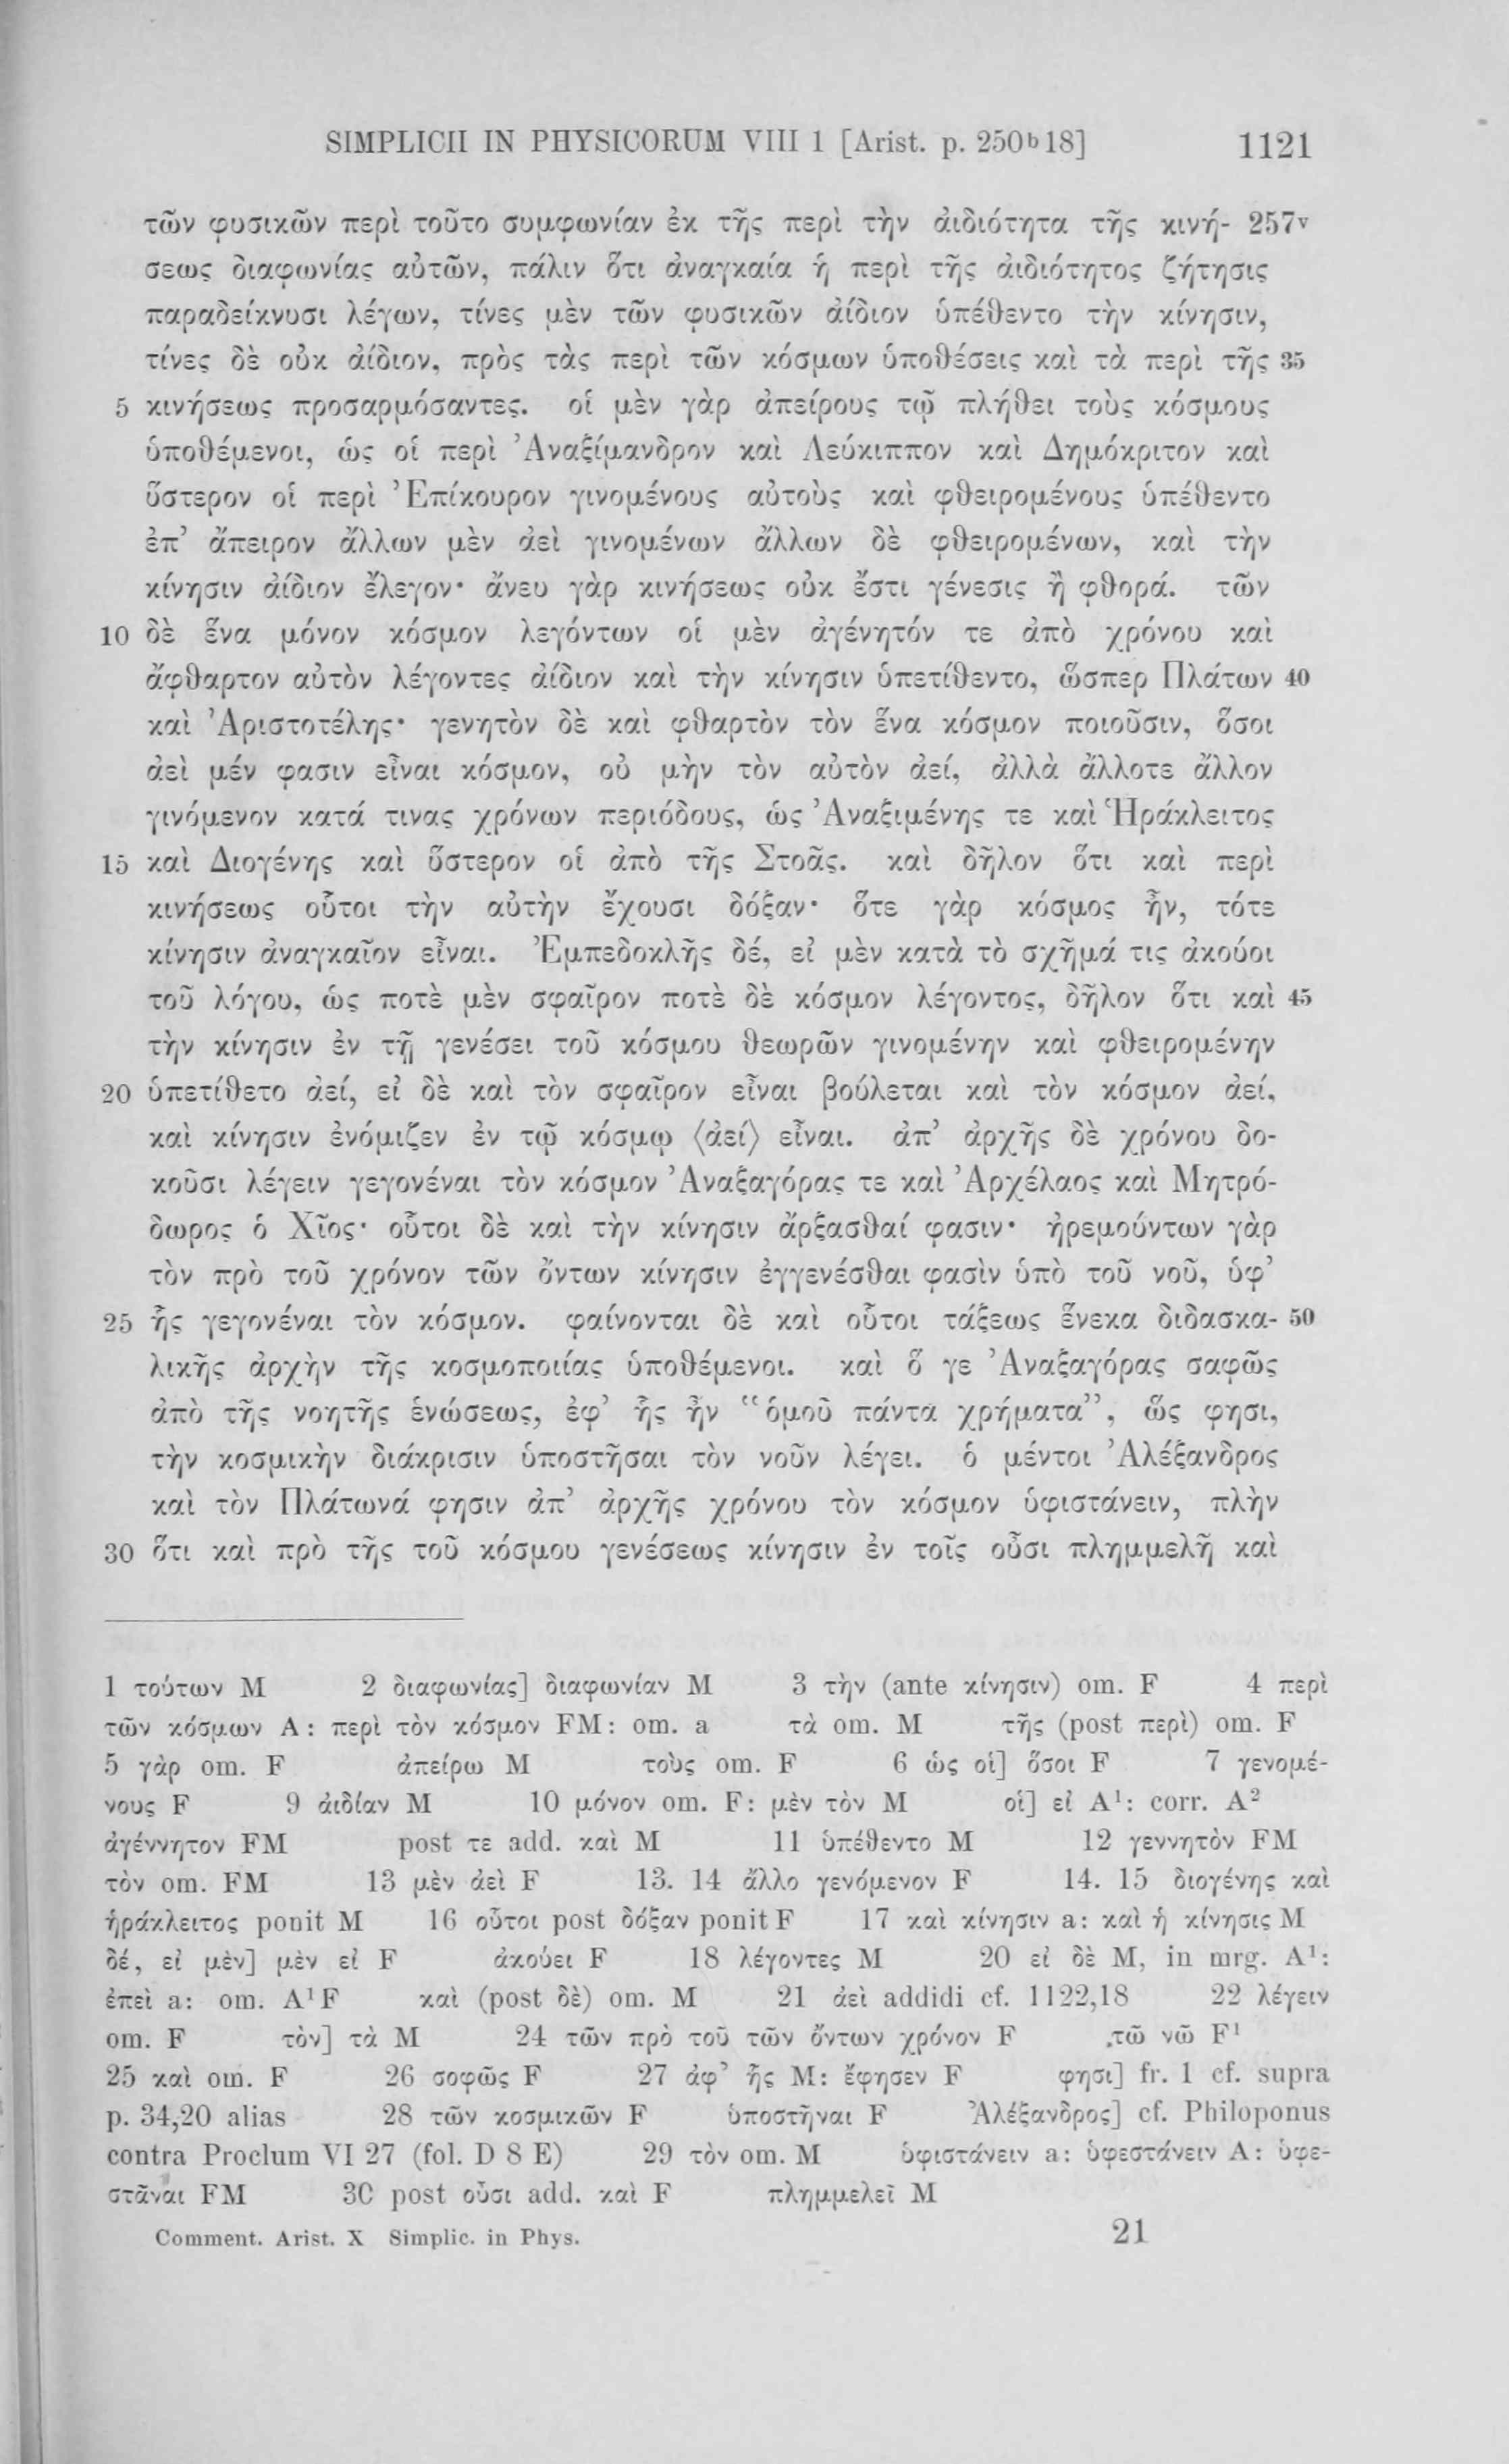 SIMPLICII IN PHYSICORUM VIII 1 [Arist. p. 250ᵇ18] 1121
τῶν φυσικῶν περὶ τοῦτο συμφωνίαν ἐκ τῆς περὶ τὴν ἀιδιότητα τῆς κινή- 257ᵛ
σεως διαφωνίας αὐτῶν, πάλιν ὅτι ἀναγκαία ἡ περὶ τῆς ἀιδιότητος ζήτησις
παραδείκνυσι λέγων, τίνες μὲν τῶν φυσικῶν ἀίδιον ὑπέθεντο τὴν κίνησιν,
τίνες δὲ οὐκ ἀίδιον, πρὸς τὰς περὶ τῶν κόσμων ὑποθέσεις καὶ τὰ περὶ τῆς 35
5 κινήσεως προσαρμόσαντες. οἱ μὲν γὰρ ἀπείρους τῷ πλήθει τοὺς κόσμους
ὑποθέμενοι, ὡς οἱ περὶ Ἀναξίμανδρον καὶ Λεύκιππον καὶ Δημόκριτον καὶ
ὕστερον οἱ περὶ Ἐπίκουρον γινομένους αὐτοὺς καὶ φθειρομένους ὑπέθεντο
ἐπ’ ἄπειρον ἄλλων μὲν ἀεὶ γινομένων ἄλλων δὲ φθειρομένων, καὶ τὴν
κίνησιν ἀίδιον ἔλεγον· ἄνευ γὰρ κινήσεως οὐκ ἔστι γένεσις ἢ φθορά. τῶν
10 δὲ ἕνα μόνον κόσμον λεγόντων οἱ μὲν ἀγένητόν τε ἀπὸ χρόνου καὶ
ἄφθαρτον αὐτὸν λέγοντες ἀίδιον καὶ τὴν κίνησιν ὑπετίθεντο, ὥσπερ Πλάτων 40
καὶ Ἀριστοτέλης· γενητὸν δὲ καὶ φθαρτὸν τὸν ἕνα κόσμον ποιοῦσιν, ὅσοι
ἀεὶ μέν φασιν εἶναι κόσμον, οὐ μὴν τὸν αὐτὸν ἀεί, ἀλλὰ ἄλλοτε ἄλλον
γινόμενον κατά τινας χρόνων περιόδους, ὡς Ἀναξιμένης τε καὶ Ἡράκλειτος
15 καὶ Διογένης καὶ ὕστερον οἱ ἀπὸ τῆς Στοᾶς. καὶ δῆλον ὅτι καὶ περὶ
κινήσεως οὗτοι τὴν αὐτὴν ἔχουσι δόξαν· ὅτε γὰρ κόσμος ἦν, τότε
κίνησιν ἀναγκαῖον εἶναι. Ἐμπεδοκλῆς δέ, εἰ μὲν κατὰ τὸ σχῆμά τις ἀκούοι
τοῦ λόγου, ὡς ποτὲ μὲν σφαῖρον ποτὲ δὲ κόσμον λέγοντος, δῆλον ὅτι καὶ 45
τὴν κίνησιν ἐν τῇ γενέσει τοῦ κόσμου θεωρῶν γινομένην καὶ φθειρομένην
20 ὑπετίθετο ἀεί, εἰ δὲ καὶ τὸν σφαῖρον εἶναι βούλεται καὶ τὸν κόσμον ἀεί,
καὶ κίνησιν ἐνόμιζεν ἐν τῷ κόσμῳ ⟨ἀεί⟩ εἶναι. ἀπ’ ἀρχῆς δὲ χρόνου δο-
κοῦσι λέγειν γεγονέναι τὸν κόσμον Ἀναξαγόρας τε καὶ Ἀρχέλαος καὶ Μητρό-
δωρος ὁ Χῖος· οὗτοι δὲ καὶ τὴν κίνησιν ἄρξασθαί φασιν· ἠρεμούντων γὰρ
τὸν πρὸ τοῦ χρόνον τῶν ὄντων κίνησιν ἐγγενέσθαι φασὶν ὑπὸ τοῦ νοῦ, ὑφ’
25 ἧς γεγονέναι τὸν κόσμον. φαίνονται δὲ καὶ οὗτοι τάξεως ἕνεκα διδασκα- 50
λικῆς ἀρχὴν τῆς κοσμοποιίας ὑποθέμενοι. καὶ ὅ γε Ἀναξαγόρας σαφῶς
ἀπὸ τῆς νοητῆς ἑνώσεως, ἐφ’ ἧς ἦν “ὁμοῦ πάντα χρήματα”, ὥς φησι,
τὴν κοσμικὴν διάκρισιν ὑποστῆσαι τὸν νοῦν λέγει. ὁ μέντοι Ἀλέξανδρος
καὶ τὸν Πλάτωνά φησιν ἀπ’ ἀρχῆς χρόνου τὸν κόσμον ὑφιστάνειν, πλὴν
30 ὅτι καὶ πρὸ τῆς τοῦ κόσμου γενέσεως κίνησιν ἐν τοῖς οὖσι πλημμελῆ καὶ
1 τούτων M 2 διαφωνίας] διαφωνίαν M 3 τὴν (ante κίνησιν) om. F 4 περὶ
τῶν κόσμων A: περὶ τὸν κόσμον FM: om. a τὰ om. M τῆς (post περὶ) om. F
5 γὰρ om. F ἀπείρω M τοὺς om. F 6 ὡς οἱ] ὅσοι F 7 γενομέ-
νους F 9 ἀιδίαν M 10 μόνον om. F: μὲν τὸν M οἱ] εἰ A¹: corr. A²
ἀγέννητον FM post τε add. καὶ M 11 ὑπέθεντο M 12 γεννητὸν FM
τὸν om. FM 13 μὲν ἀεὶ F 13. 14 ἄλλο γενόμενον F 14. 15 διογένης καὶ
ἡράκλειτος ponit M 16 οὗτοι post δόξαν ponit F 17 καὶ κίνησιν a: καὶ ἡ κίνησις M
δέ, εἰ μὲν] μὲν εἰ F ἀκούει F 18 λέγοντες M 20 εἰ δὲ M, in mrg. A¹:
ἐπεὶ a: om. A¹F καὶ (post δὲ) om. M 21 ἀεὶ addidi cf. 1122,18 22 λέγειν
om. F τὸν] τὰ M 24 τῶν πρὸ τοῦ τῶν ὄντων χρόνον F τῶ νῶ F¹
25 καὶ om. F 26 σοφῶς F 27 ἀφ’ ἧς M: ἔφησεν F φησι] fr. 1 cf. supra
p. 34,20 alias 28 τῶν κοσμικῶν F ὑποστῆναι F Ἀλέξανδρος] cf. Philoponus
contra Proclum VI 27 (fol. D 8 E) 29 τὸν om. M ὑφιστάνειν a: ὑφεστάνειν A: ὑφε-
στᾶναι FM 30 post οὖσι add. καὶ F πλημμελεῖ M
Comment. Arist. X Simplic. in Phys. 21